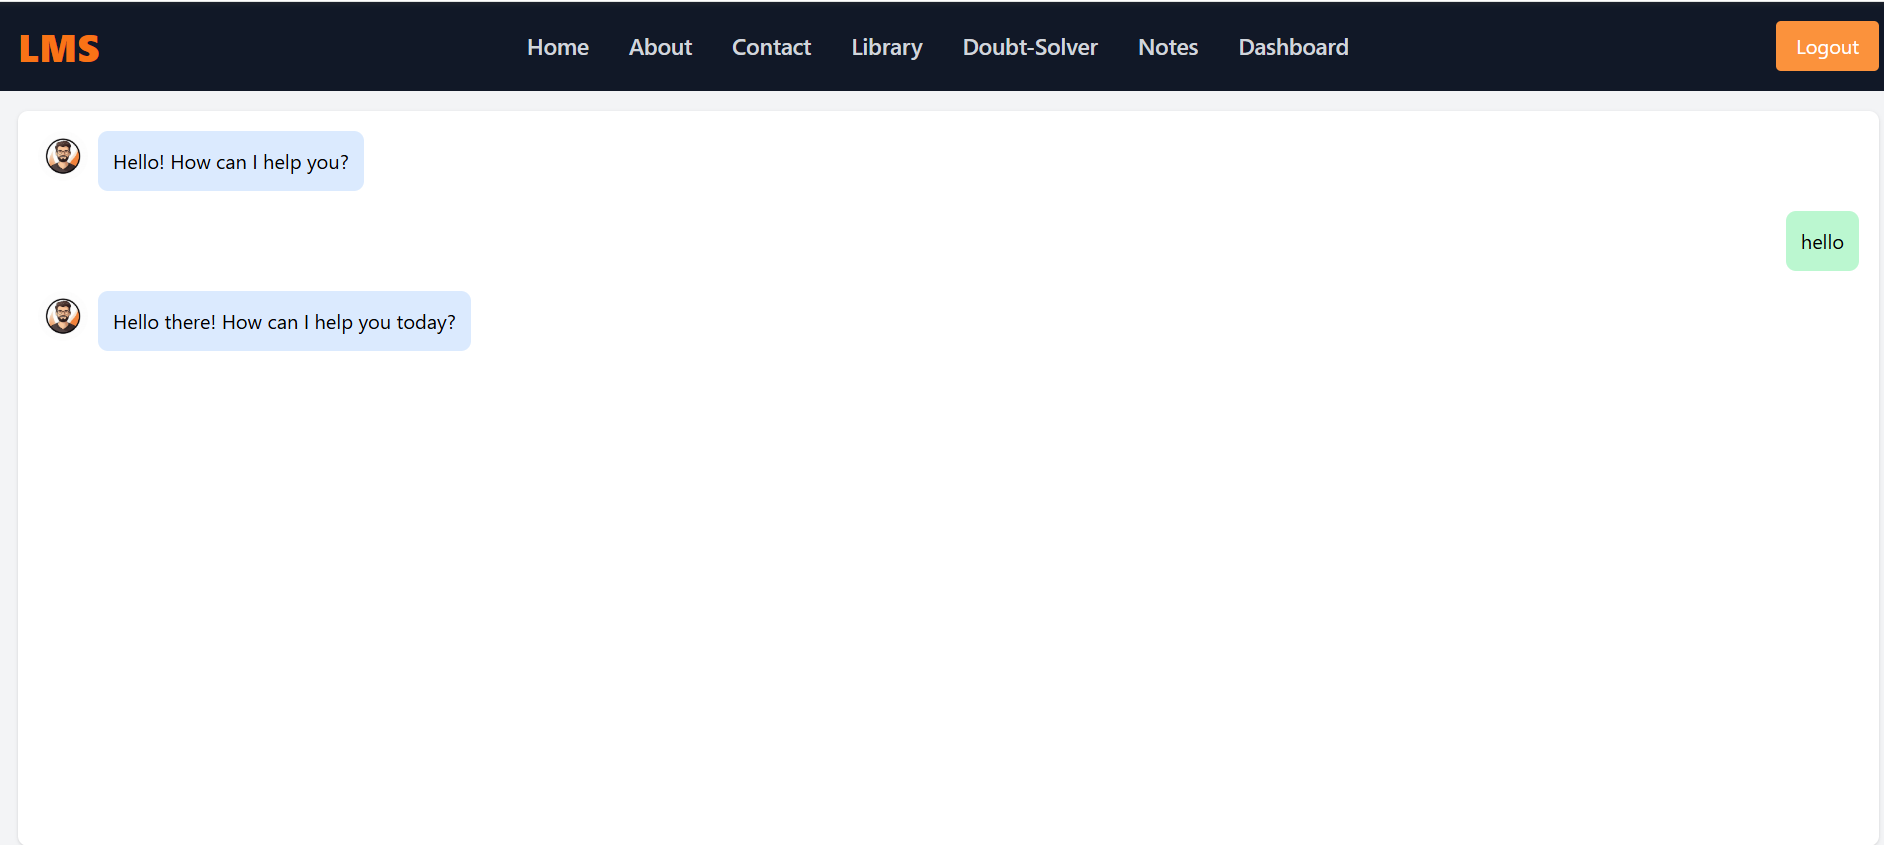 LMS
Home About Contact Library Doubt-Solver Notes Dashboard
Logout
Hello! How can I help you?
hello
Hello there! How can I help you today?